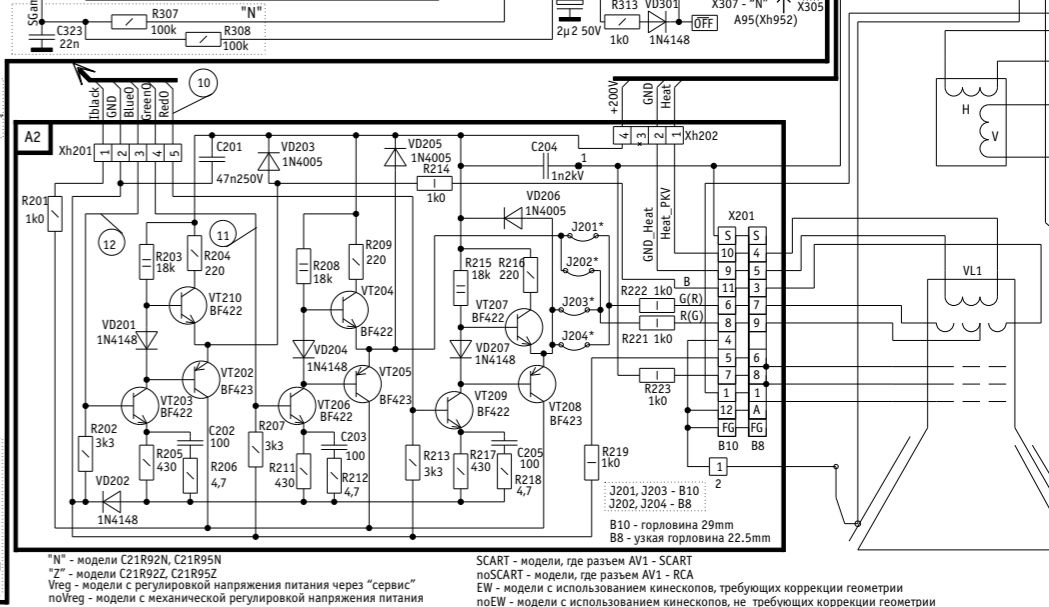 SGam
C323
22n
R307
100k
"N"
R308
100k
2µ2 50V
R313
1k0
VD301
1N4148
OFF
X307 - "N"
A95(Xh952)
X305
Iblack
GND
BlueO
GreenO
RedO
10
+200V
GND
Heat
H
V
A2
Xh201
1 2 3 4 5
C201
47n250V
VD203
1N4005
VD205
1N4005
R214
1k0
C204
1n2kV
1
4 3 2 1
*
Xh202
R201
1k0
12
11
R203
18k
R204
220
R208
18k
R209
220
VD206
1N4005
R215
18k
R216
220
J201*
J202*
J203*
J204*
GND_Heat
Heat_PKV
X201
S S
10 4
9 5
11 3
6 7
8 9
4
5 6
7 8
1 1
12 A
FG FG
B10 B8
B
R222 1k0
G(R)
R(G)
R221 1k0
R223
1k0
VL1
VT210
BF422
VT204
BF422
VT207
BF422
VD201
1N4148
VD204
1N4148
VD207
1N4148
VT202
BF423
VT205
BF423
VT208
BF423
VT203
BF422
VT206
BF422
VT209
BF422
R202
3k3
C202
100
R205
430
R206
4,7
R207
3k3
C203
100
R211
430
R212
4,7
R213
3k3
R217
430
C205
100
R218
4,7
R219
1k0
VD202
1N4148
1
2
J201, J203 - B10
J202, J204 - B8
B10 - горловина 29mm
B8 - узкая горловина 22.5mm
"N" - модели C21R92N, C21R95N
"Z" - модели C21R92Z, C21R95Z
Vreg - модели с регулировкой напряжения питания через "сервис"
noVreg - модели с механической регулировкой напряжения питания
SCART - модели, где разъем AV1 - SCART
noSCART - модели, где разъем AV1 - RCA
EW - модели с использованием кинескопов, требующих коррекции геометрии
noEW - модели с использованием кинескопов, не требующих коррекции геометрии